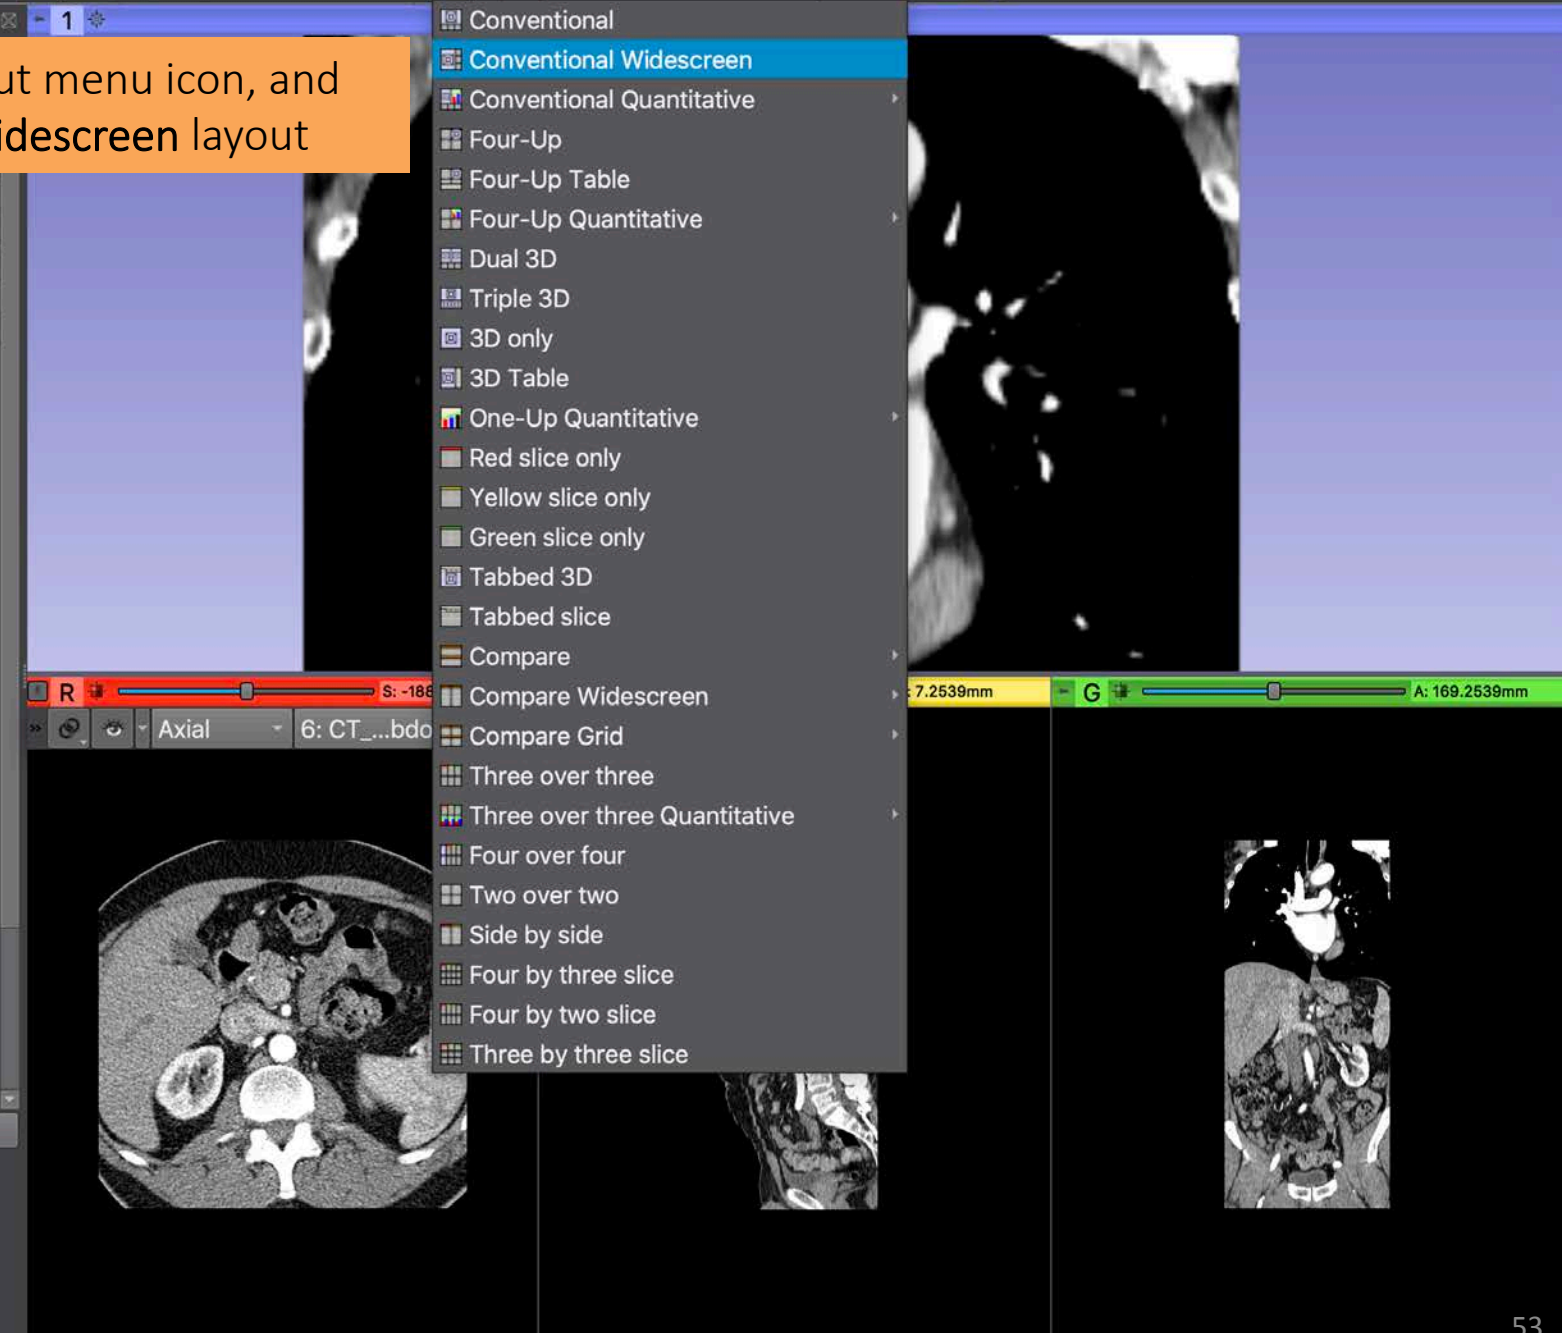 1
ut menu icon, and
idescreen layout
Conventional
Conventional Widescreen
Conventional Quantitative
Four-Up
Four-Up Table
Four-Up Quantitative
Dual 3D
Triple 3D
3D only
3D Table
One-Up Quantitative
Red slice only
Yellow slice only
Green slice only
Tabbed 3D
Tabbed slice
Compare
Compare Widescreen
Compare Grid
Three over three
Three over three Quantitative
Four over four
Two over two
Side by side
Four by three slice
Four by two slice
Three by three slice
R S: -188
7.2539mm
G A: 169.2539mm
Axial 6: CT_...bdo
53